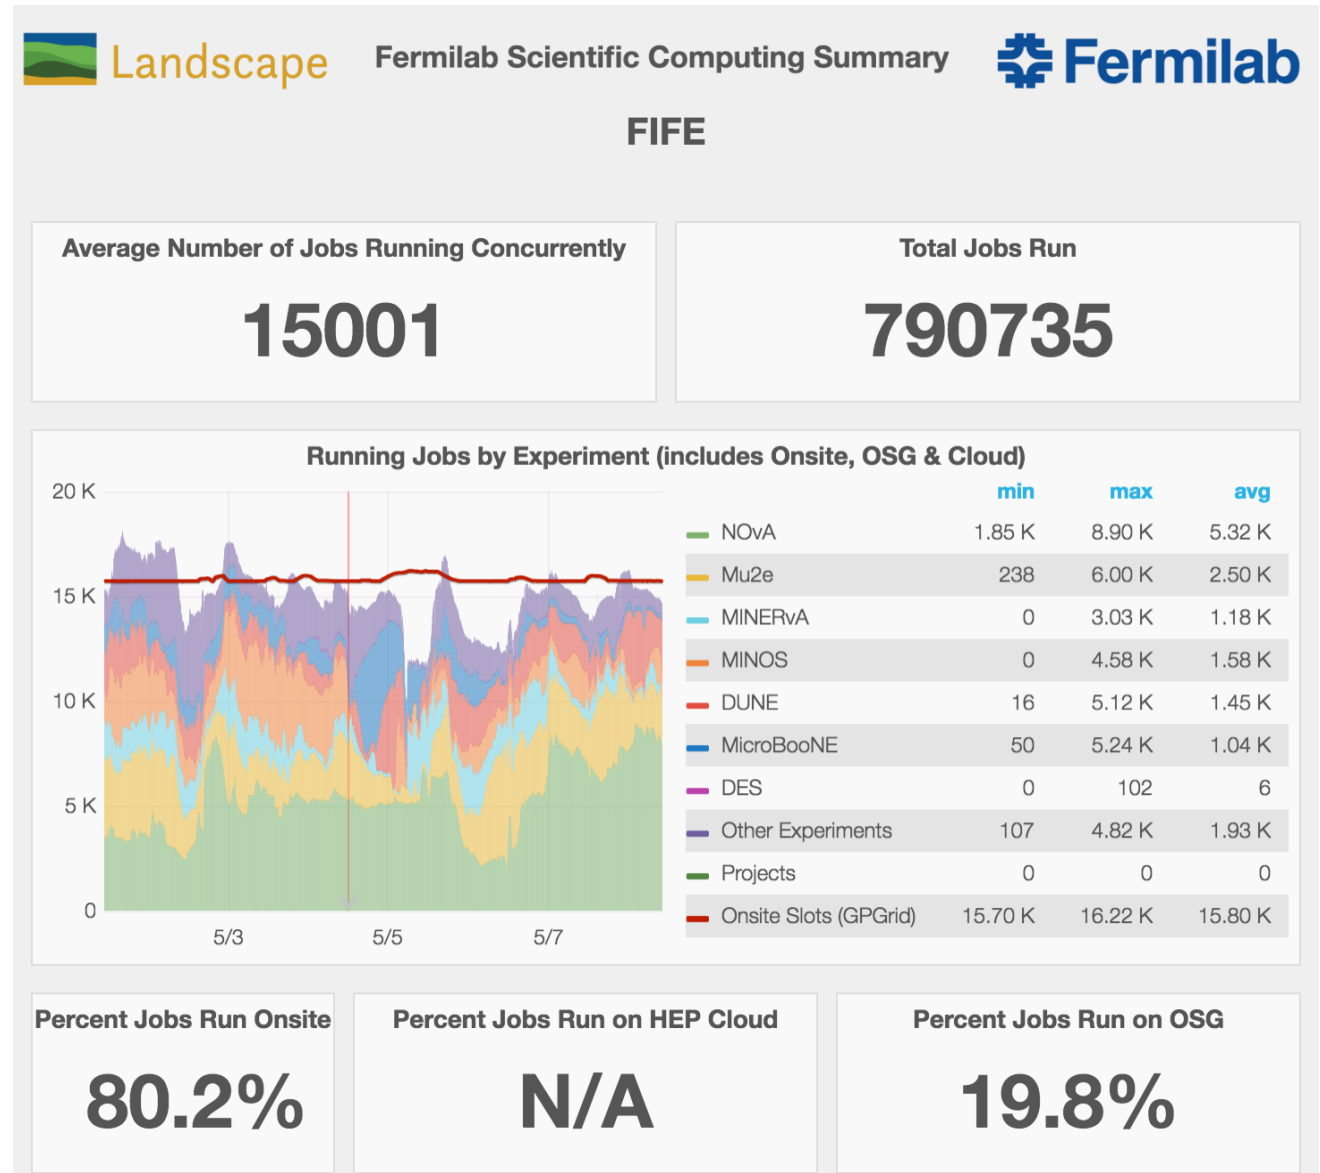 Landscape
Fermilab Scientific Computing Summary
Fermilab
FIFE
Average Number of Jobs Running Concurrently
15001
Total Jobs Run
790735
Running Jobs by Experiment (includes Onsite, OSG & Cloud)
20 K
15 K
10 K
5 K
0
5/3 5/5 5/7
min max avg
NOvA 1.85 K 8.90 K 5.32 K
Mu2e 238 6.00 K 2.50 K
MINERvA 0 3.03 K 1.18 K
MINOS 0 4.58 K 1.58 K
DUNE 16 5.12 K 1.45 K
MicroBooNE 50 5.24 K 1.04 K
DES 0 102 6
Other Experiments 107 4.82 K 1.93 K
Projects 0 0 0
Onsite Slots (GPGrid) 15.70 K 16.22 K 15.80 K
Percent Jobs Run Onsite
80.2%
Percent Jobs Run on HEP Cloud
N/A
Percent Jobs Run on OSG
19.8%